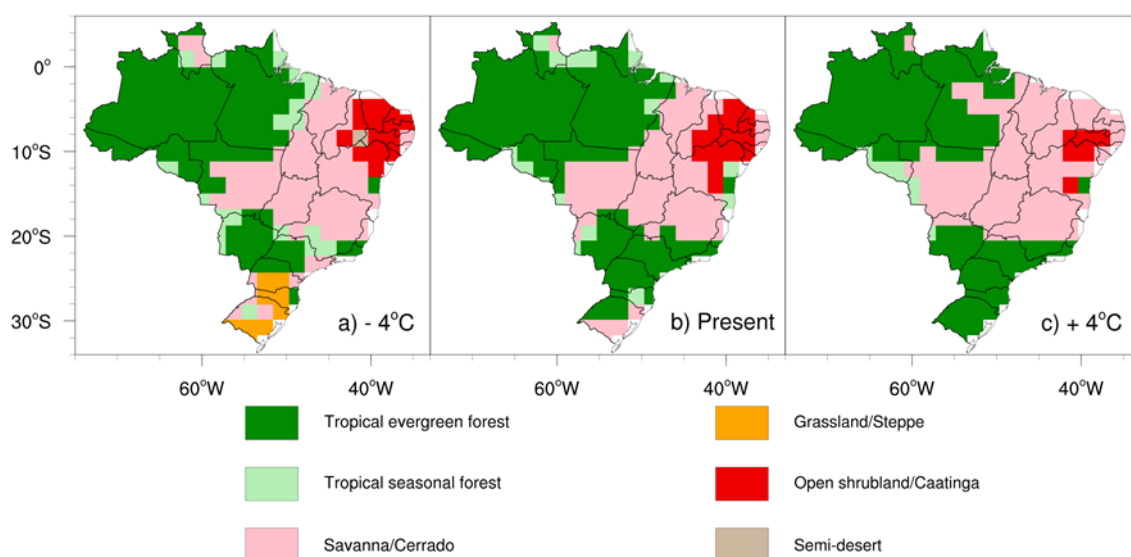 0°
10°S
20°S
30°S
a) - 4°C
b) Present
c) + 4°C
60°W 40°W 60°W 40°W 60°W 40°W
Tropical evergreen forest
Grassland/Steppe
Tropical seasonal forest
Open shrubland/Caatinga
Savanna/Cerrado
Semi-desert